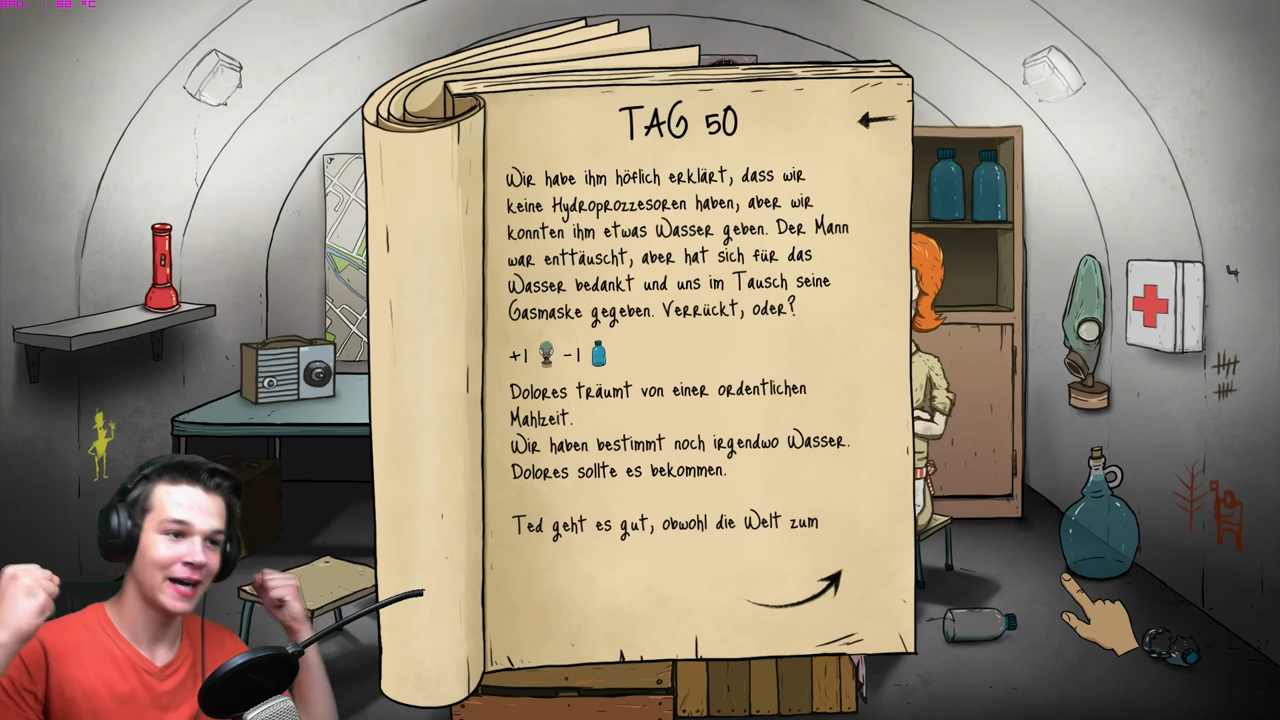 GPU : 52 °C
TAG 50
Wir habe ihm höflich erklärt, dass wir
keine Hydroprozzesoren haben, aber wir
konnten ihm etwas Wasser geben. Der Mann
war enttäuscht, aber hat sich für das
Wasser bedankt und uns im Tausch seine
Gasmaske gegeben. Verrückt, oder?
+1 -1
Dolores träumt von einer ordentlichen
Mahlzeit.
Wir haben bestimmt noch irgendwo Wasser.
Dolores sollte es bekommen.
Ted geht es gut, obwohl die Welt zum